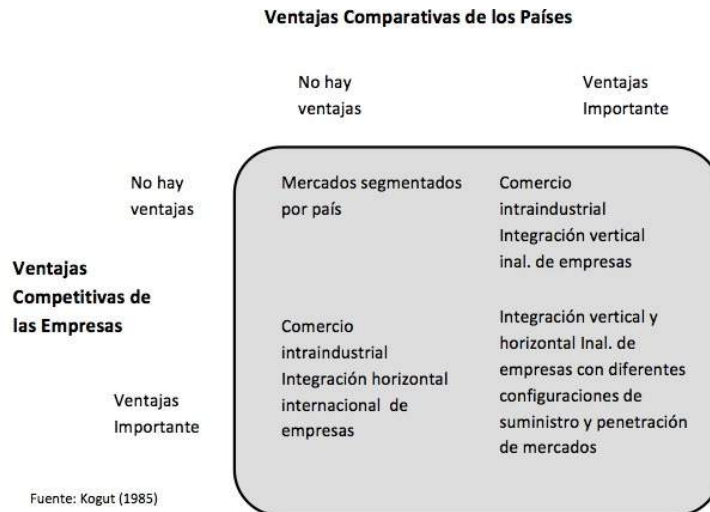 Ventajas Comparativas de los Países
No hay
ventajas
Ventajas
Importante
No hay
ventajas
Mercados segmentados
por país
Comercio
intraindustrial
Integración vertical
inal. de empresas
Ventajas
Competitivas de
las Empresas
Ventajas
Importante
Comercio
intraindustrial
Integración horizontal
internacional de
empresas
Integración vertical y
horizontal Inal. de
empresas con diferentes
configuraciones de
suministro y penetración
de mercados
Fuente: Kogut (1985)